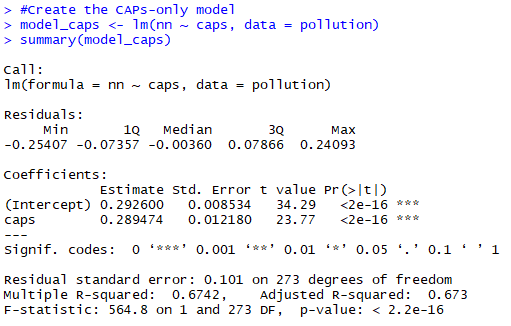 > #Create the CAPs-only model
> model_caps <- lm(nn ~ caps, data = pollution)
> summary(model_caps)

Call:
lm(formula = nn ~ caps, data = pollution)

Residuals:
     Min       1Q   Median       3Q      Max
-0.25407 -0.07357 -0.00360  0.07866  0.24093

Coefficients:
            Estimate Std. Error t value Pr(>|t|)
(Intercept) 0.292600   0.008534   34.29   <2e-16 ***
caps        0.289474   0.012180   23.77   <2e-16 ***
---
Signif. codes:  0 ‘***’ 0.001 ‘**’ 0.01 ‘*’ 0.05 ‘.’ 0.1 ‘ ’ 1

Residual standard error: 0.101 on 273 degrees of freedom
Multiple R-squared:  0.6742,    Adjusted R-squared:  0.673
F-statistic: 564.8 on 1 and 273 DF,  p-value: < 2.2e-16